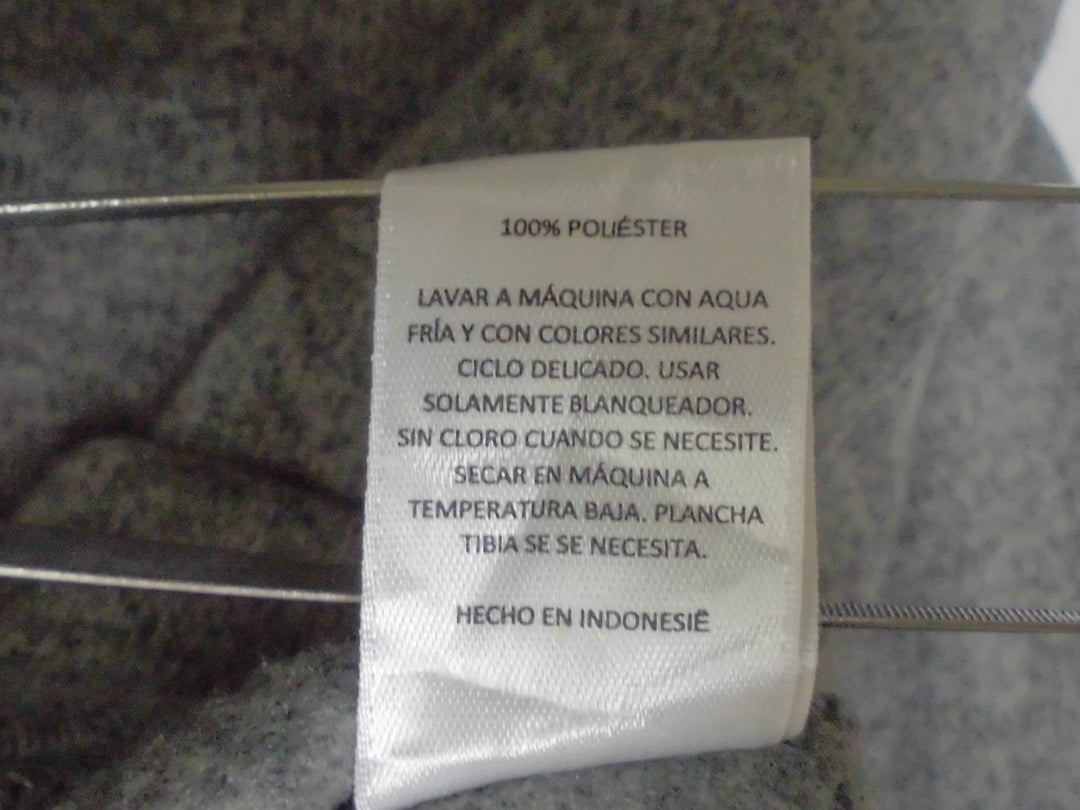 100% POLIÉSTER
LAVAR A MÁQUINA CON AQUA
FRÍA Y CON COLORES SIMILARES.
CICLO DELICADO. USAR
SOLAMENTE BLANQUEADOR.
SIN CLORO CUANDO SE NECESITE.
SECAR EN MÁQUINA A
TEMPERATURA BAJA. PLANCHA
TIBIA SE SE NECESITA.
HECHO EN INDONESIË